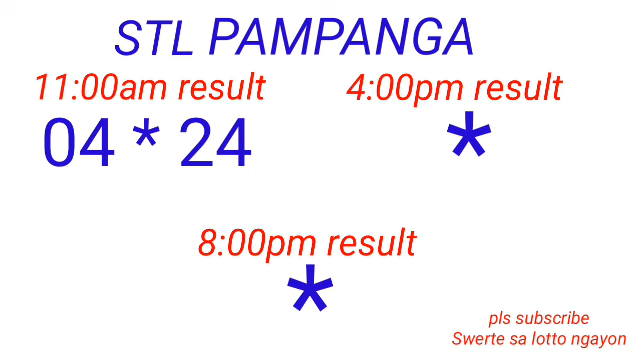 STL PAMPANGA
11:00am result
04 * 24
4:00pm result
*
8:00pm result
*
pls subscribe
Swerte sa lotto ngayon